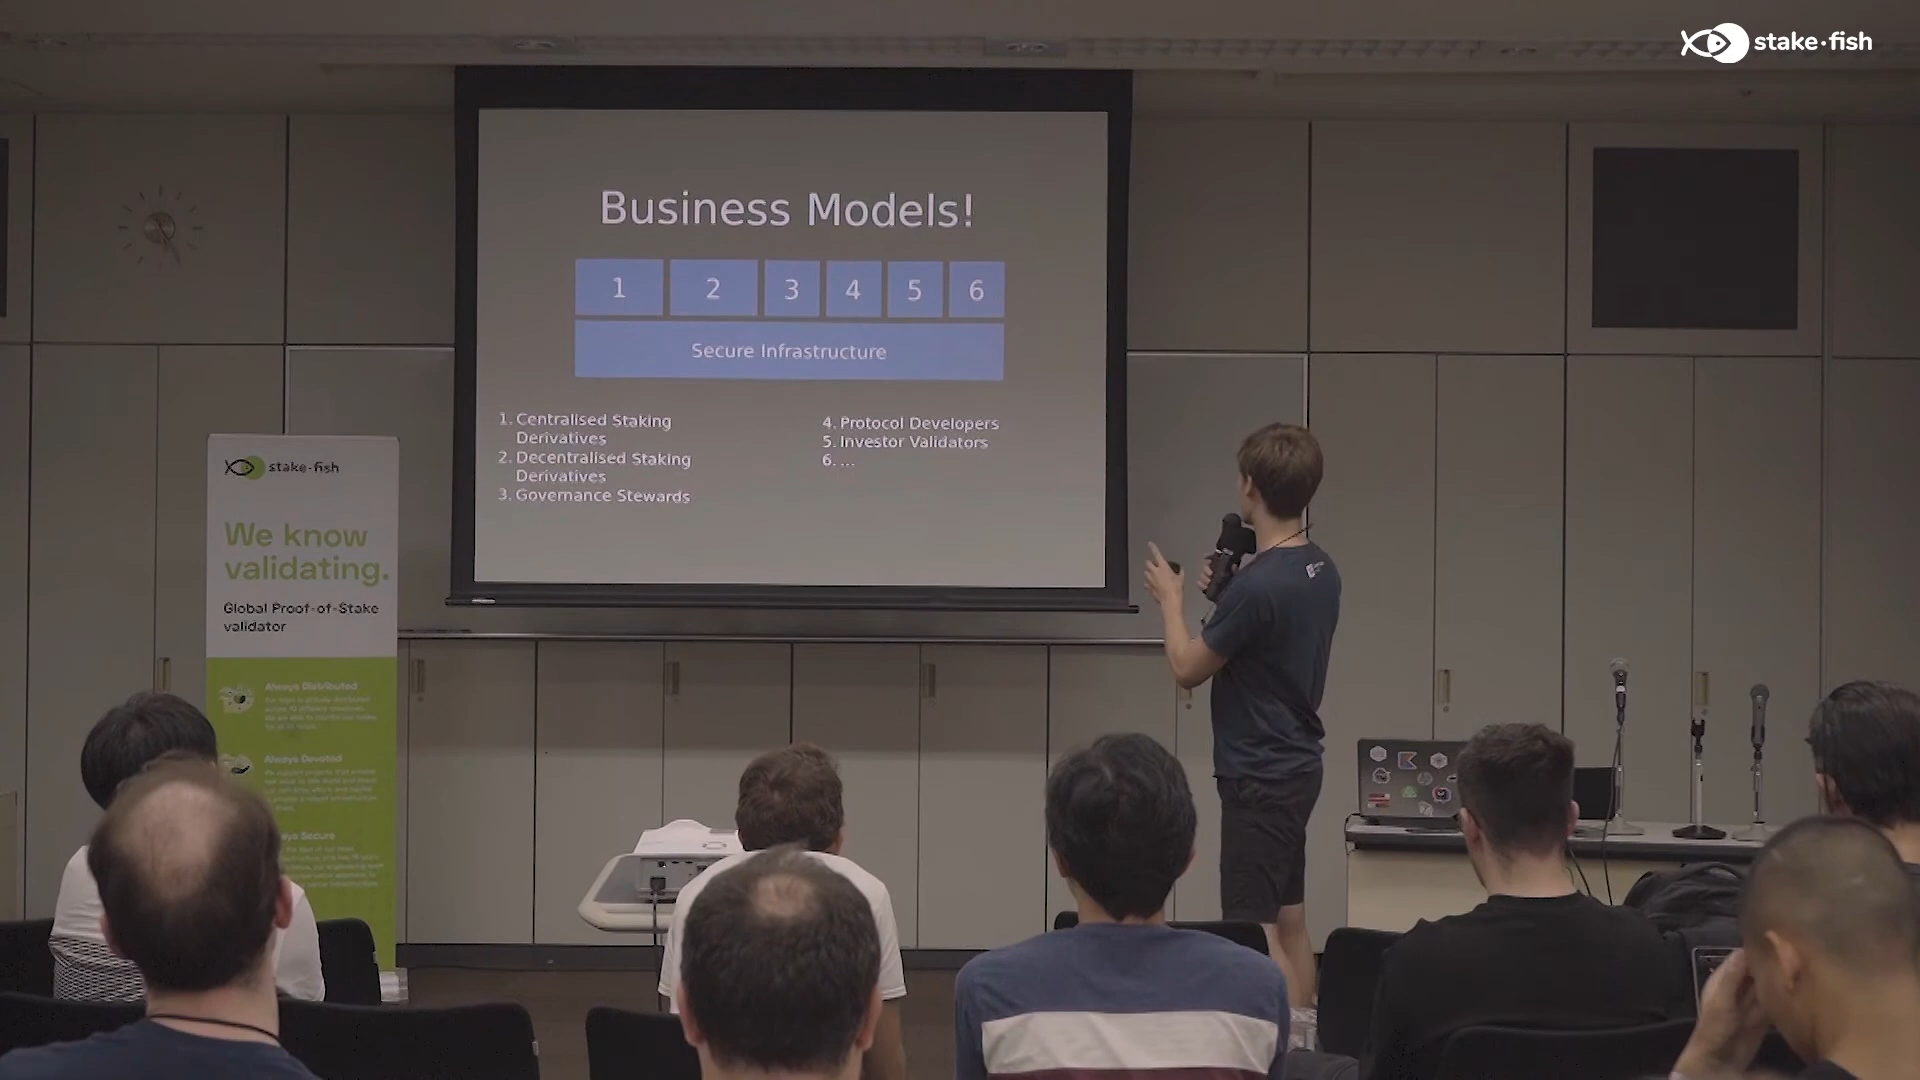 stake·fish
Business Models!
1 2 3 4 5 6
Secure Infrastructure
1. Centralised Staking
Derivatives
2. Decentralised Staking
Derivatives
3. Governance Stewards
4. Protocol Developers
5. Investor Validators
6. ...
stake·fish
We know
validating.
Global Proof-of-Stake
validator
Always Distributed
Always Devoted
Secure